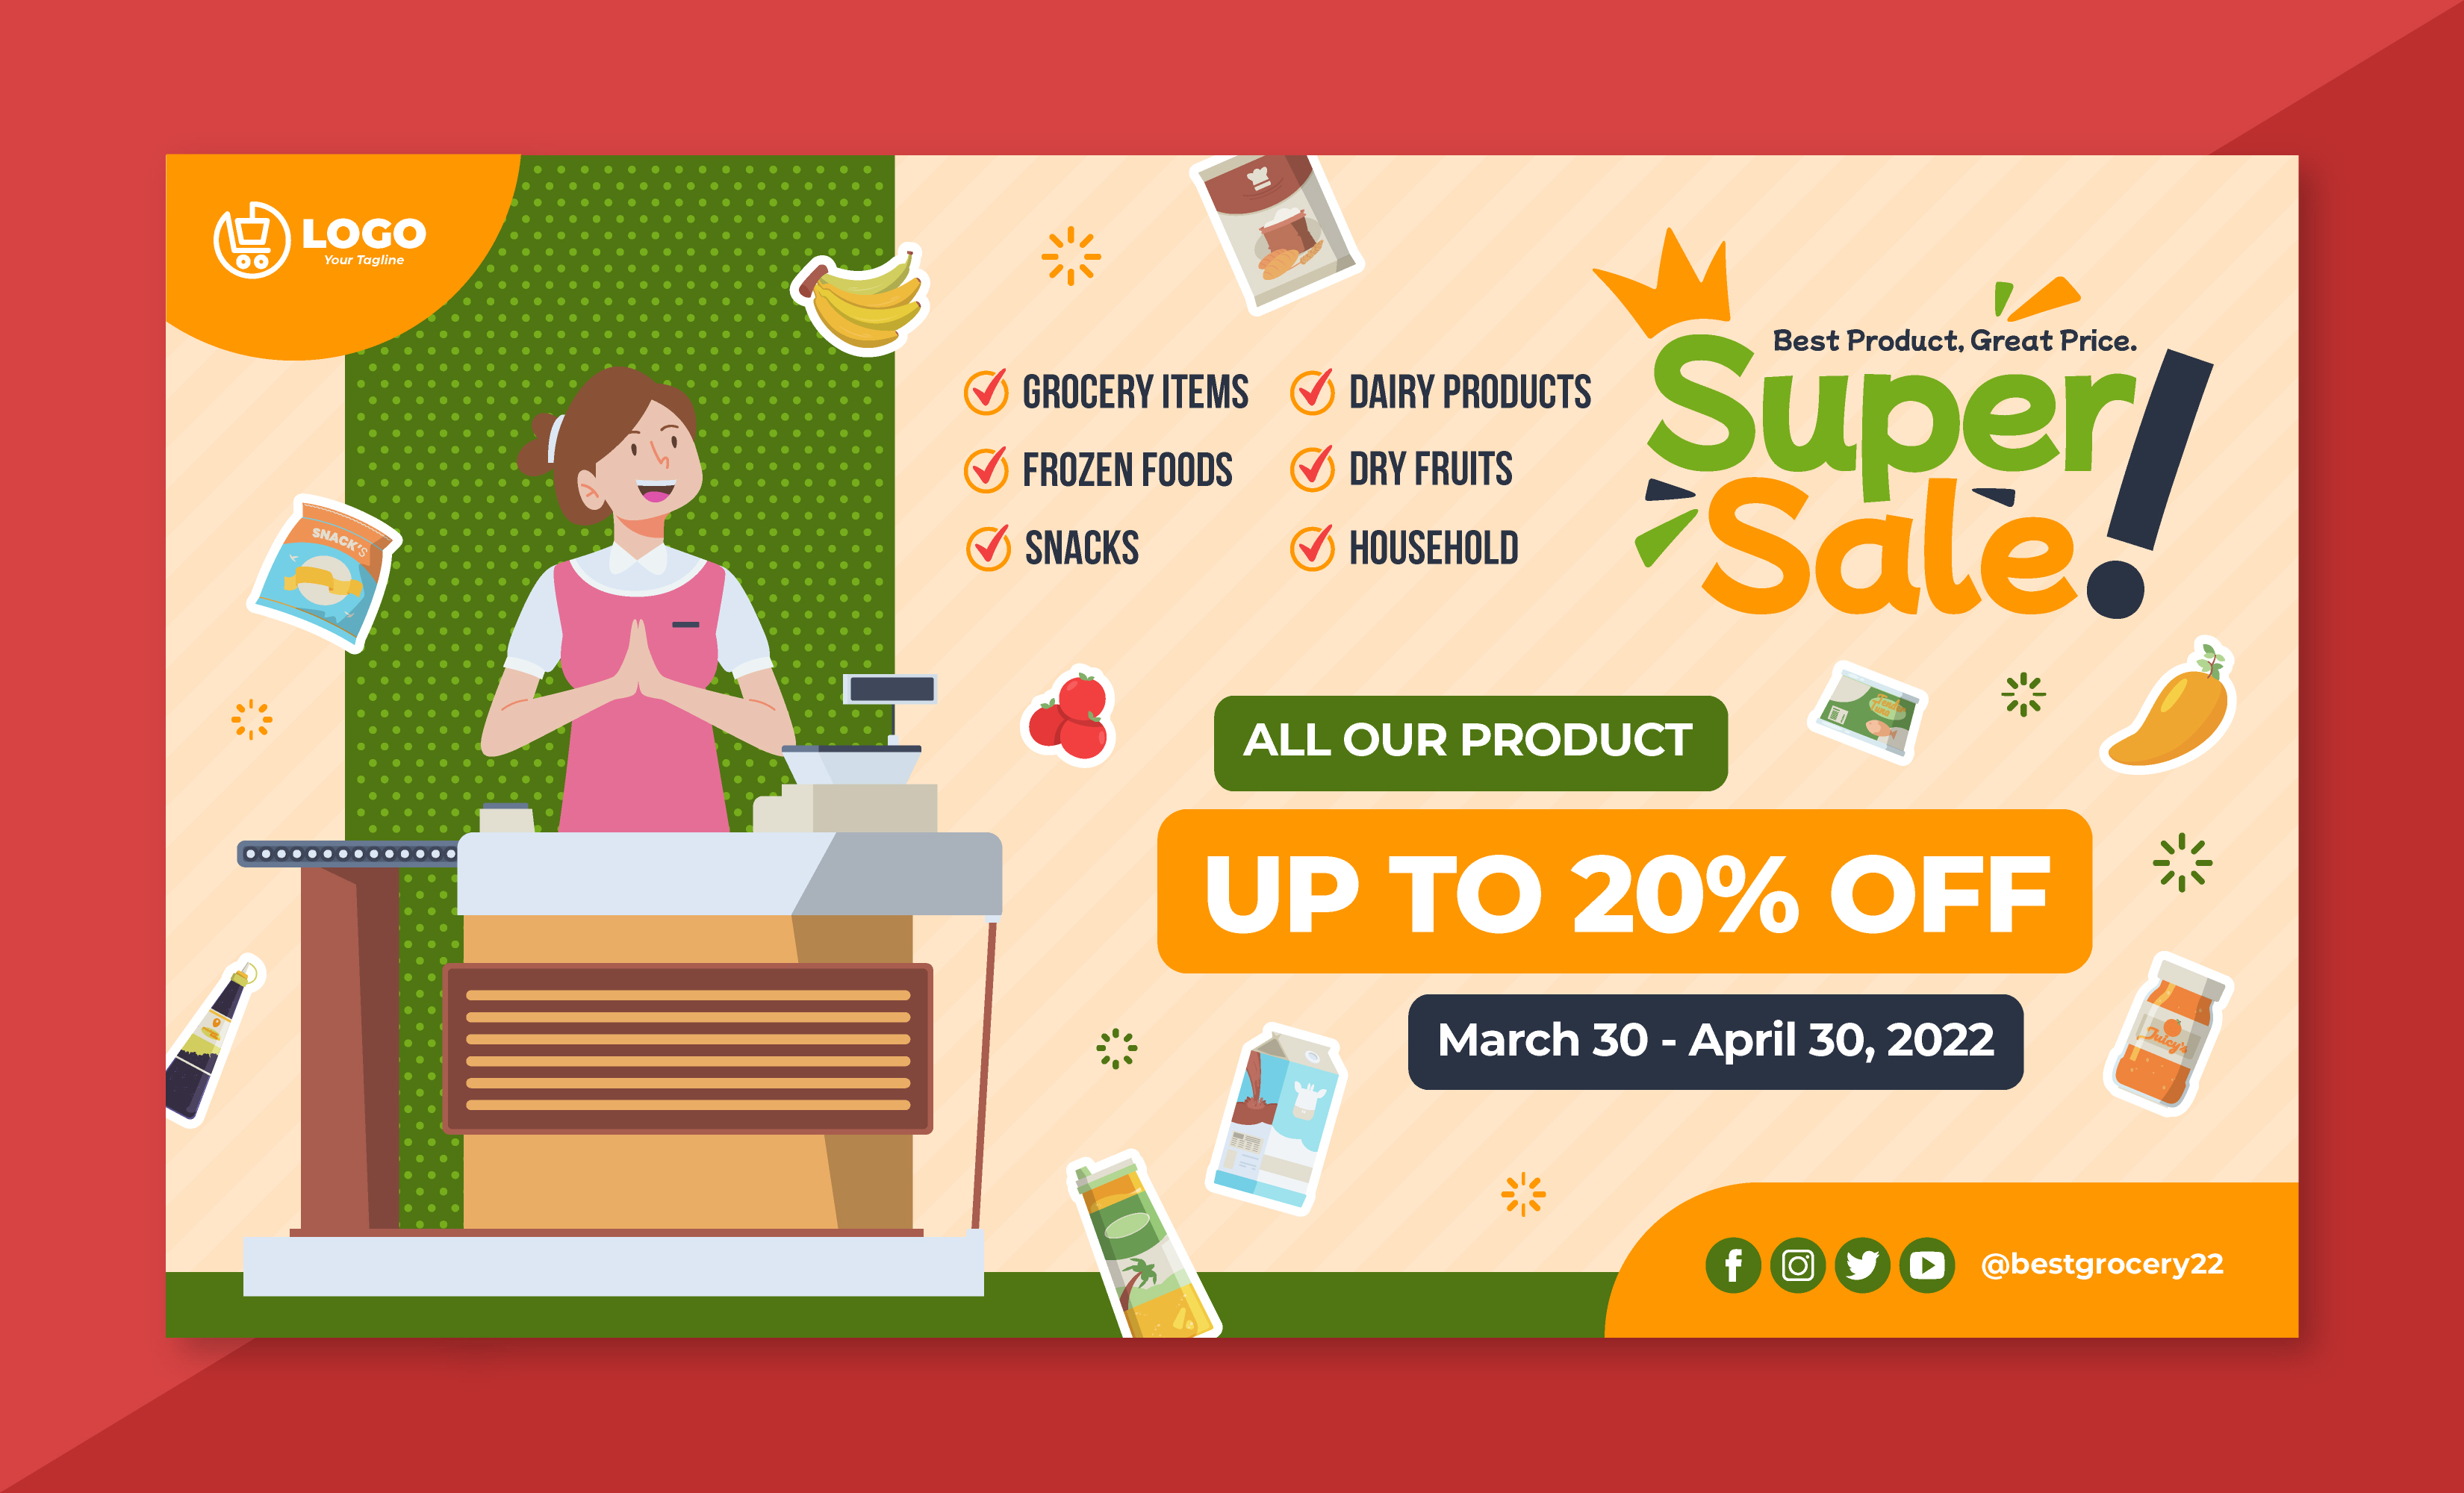 LOGO
Your Tagline
GROCERY ITEMS
FROZEN FOODS
SNACKS
DAIRY PRODUCTS
DRY FRUITS
HOUSEHOLD
Best Product, Great Price.
Super
Sale!
SNACK'S
ALL OUR PRODUCT
UP TO 20% OFF
March 30 - April 30, 2022
Juicy's
@bestgrocery22